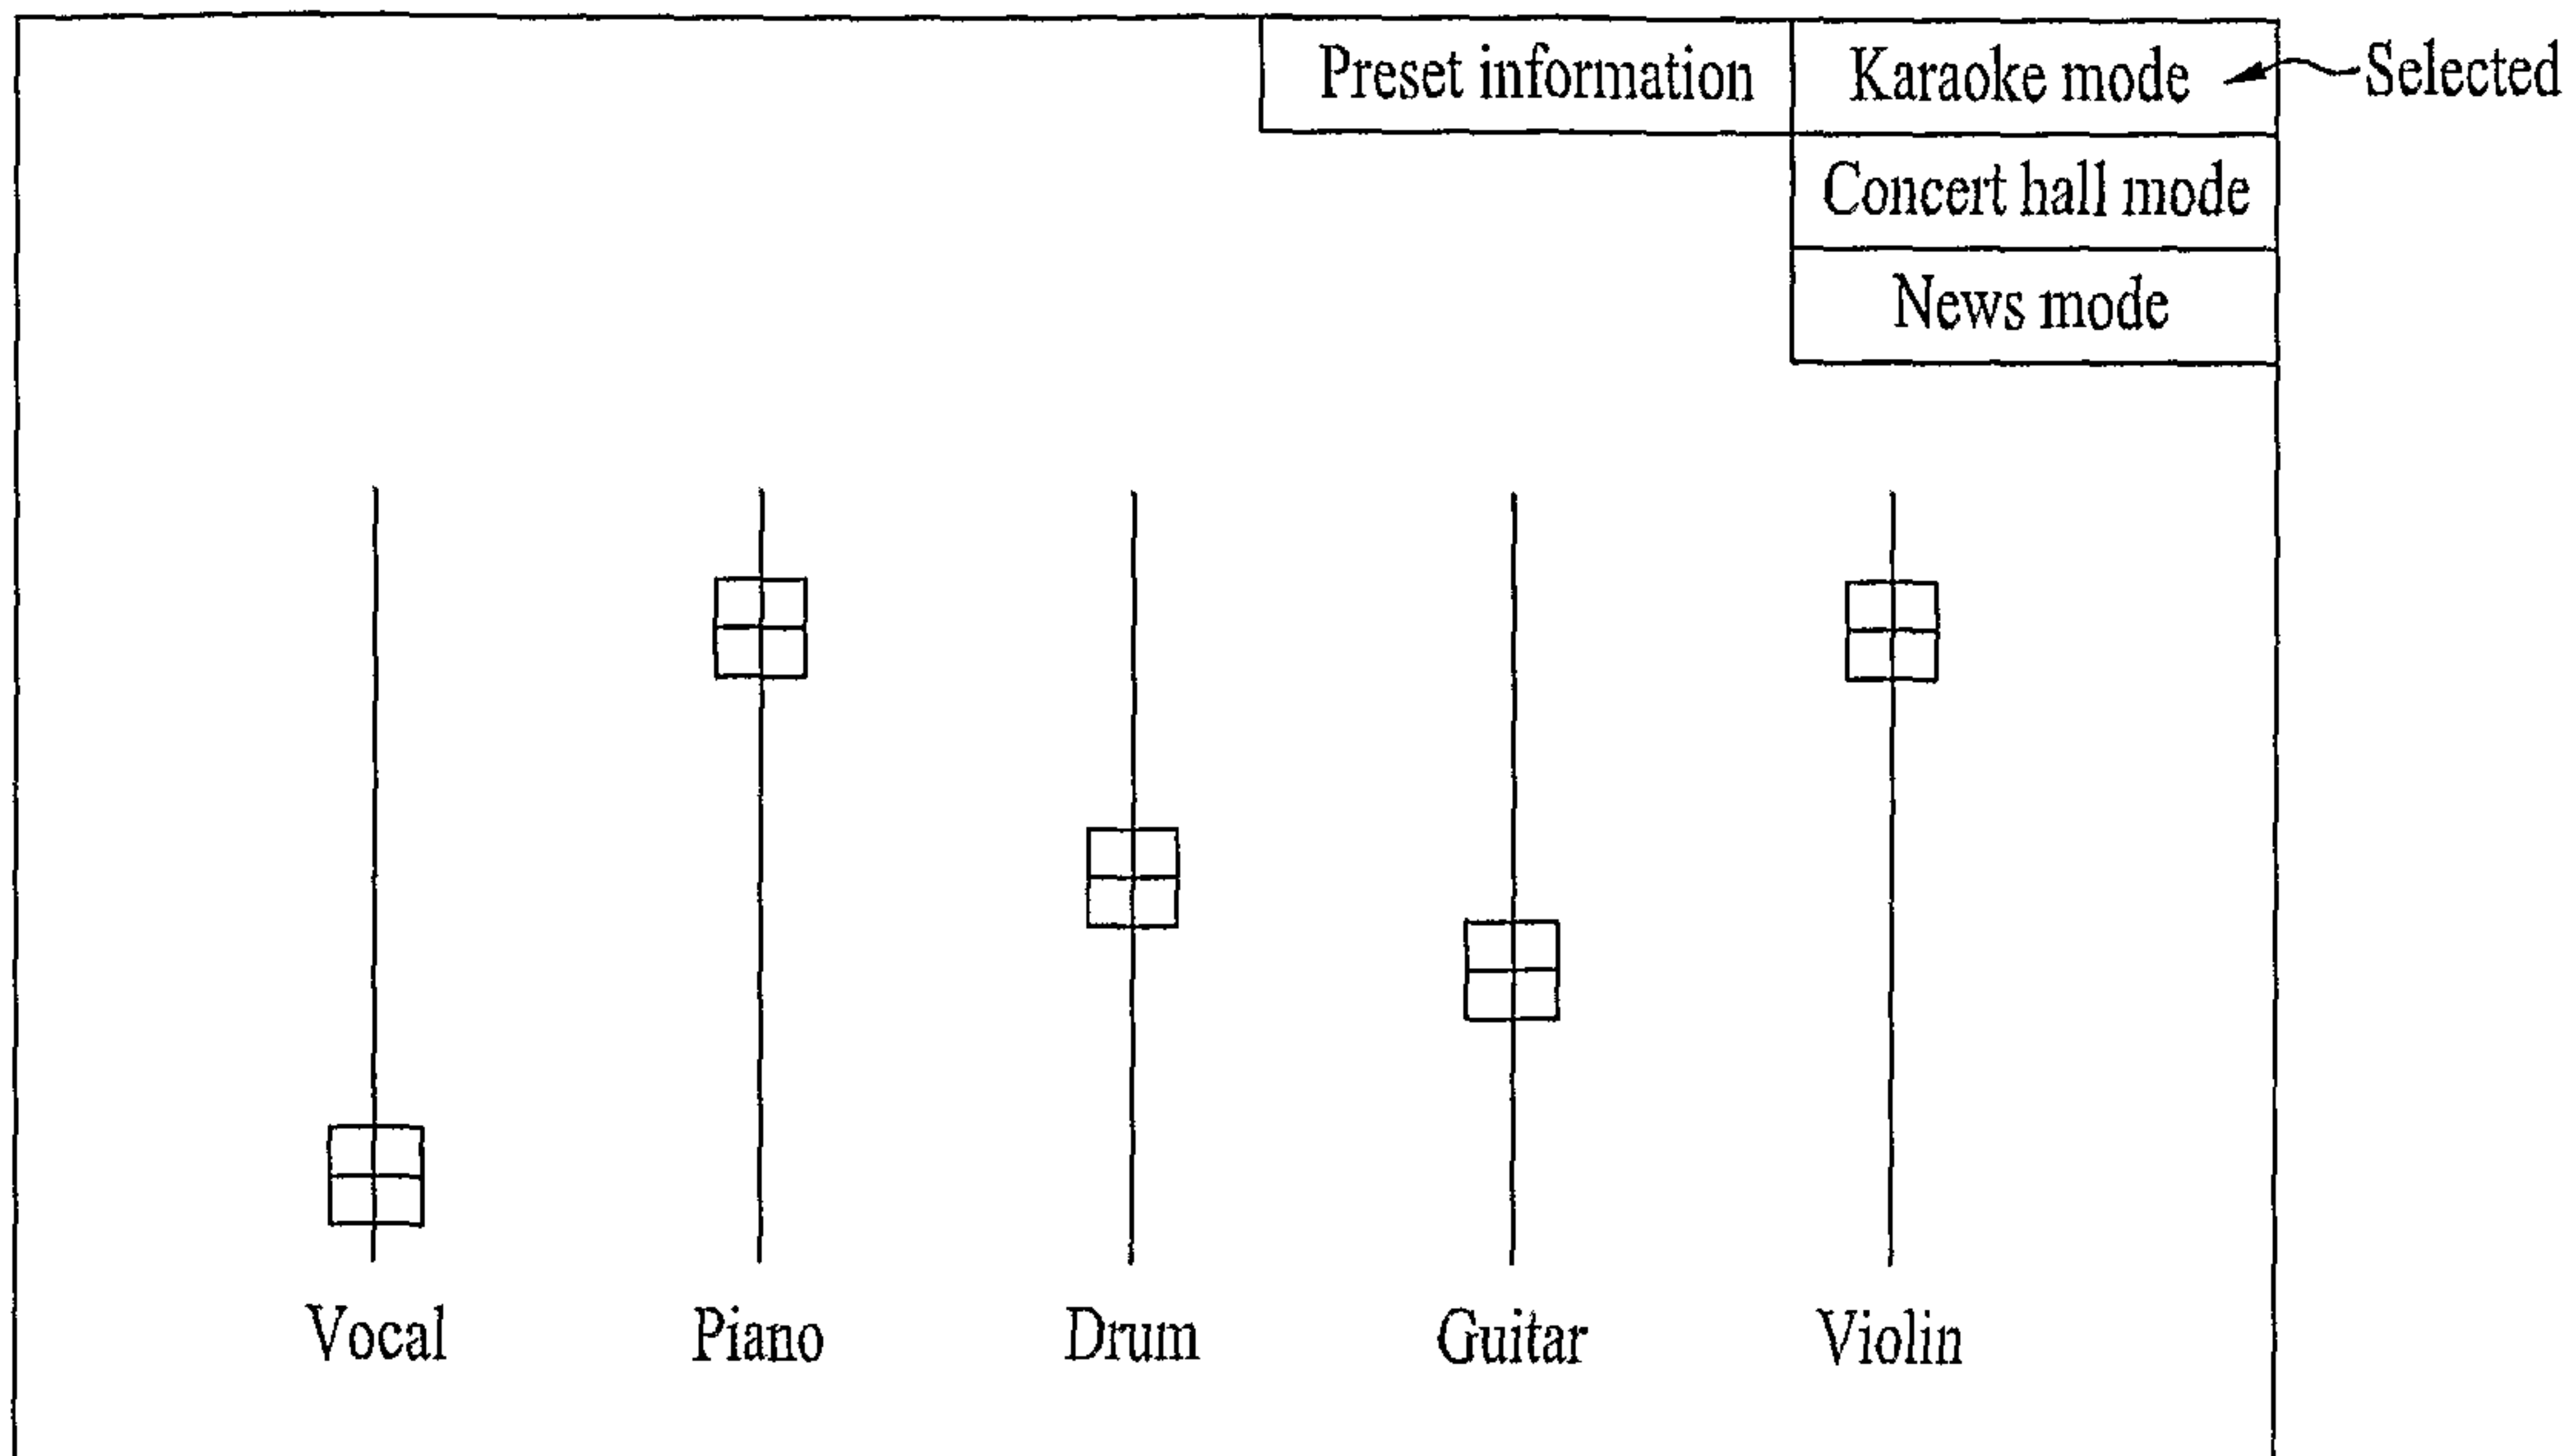 Preset information
Karaoke mode
Selected
Concert hall mode
News mode
Vocal
Piano
Drum
Guitar
Violin